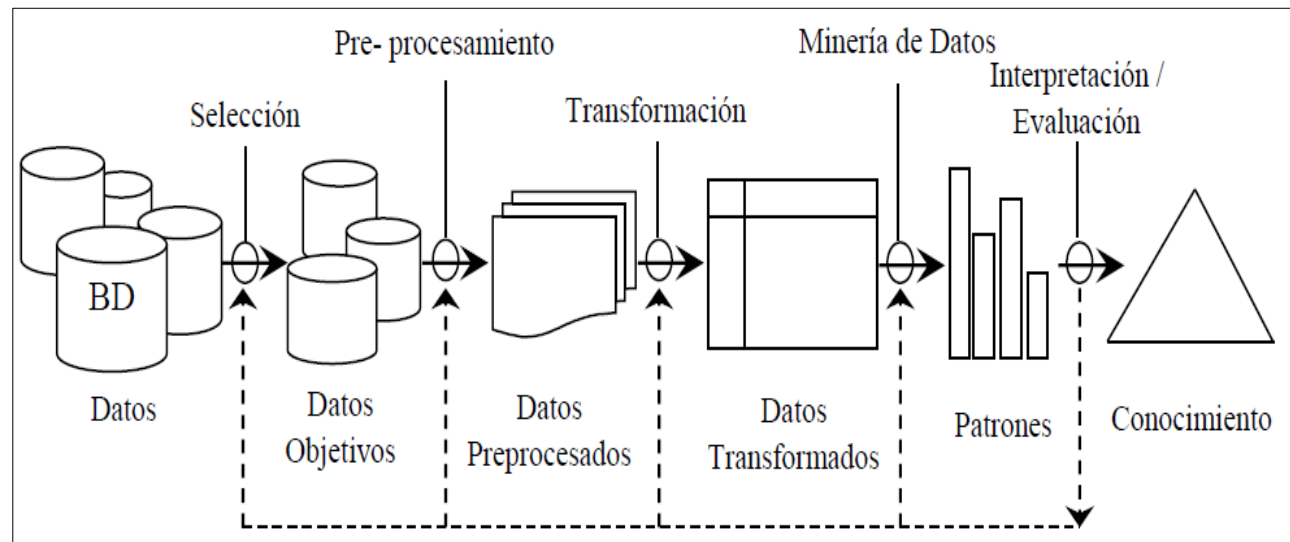 Pre- procesamiento
Minería de Datos
Interpretación /
Evaluación
Selección
Transformación
BD
Datos
Datos
Objetivos
Datos
Preprocesados
Datos
Transformados
Patrones
Conocimiento